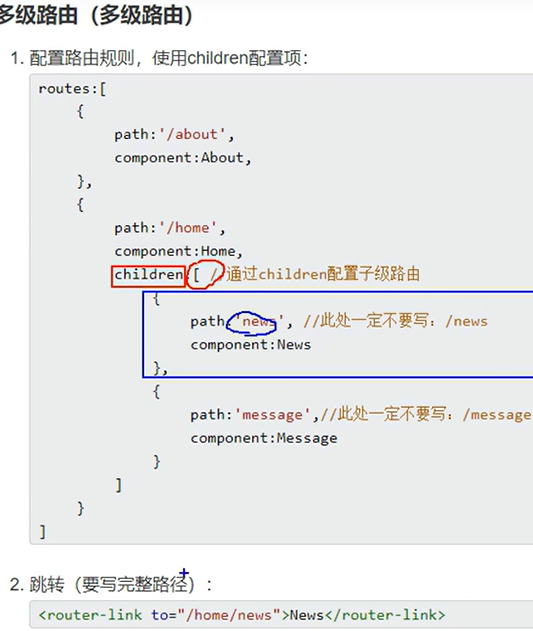 多级路由（多级路由）
1. 配置路由规则，使用children配置项：
routes:[
{
path:'/about',
component:About,
},
{
path:'/home',
component:Home,
children:[ //通过children配置子级路由
{
path:'news', //此处一定不要写：/news
component:News
},
{
path:'message',//此处一定不要写：/message
component:Message
}
]
}
]
2. 跳转（要写完整路径）：
<router-link to="/home/news">News</router-link>